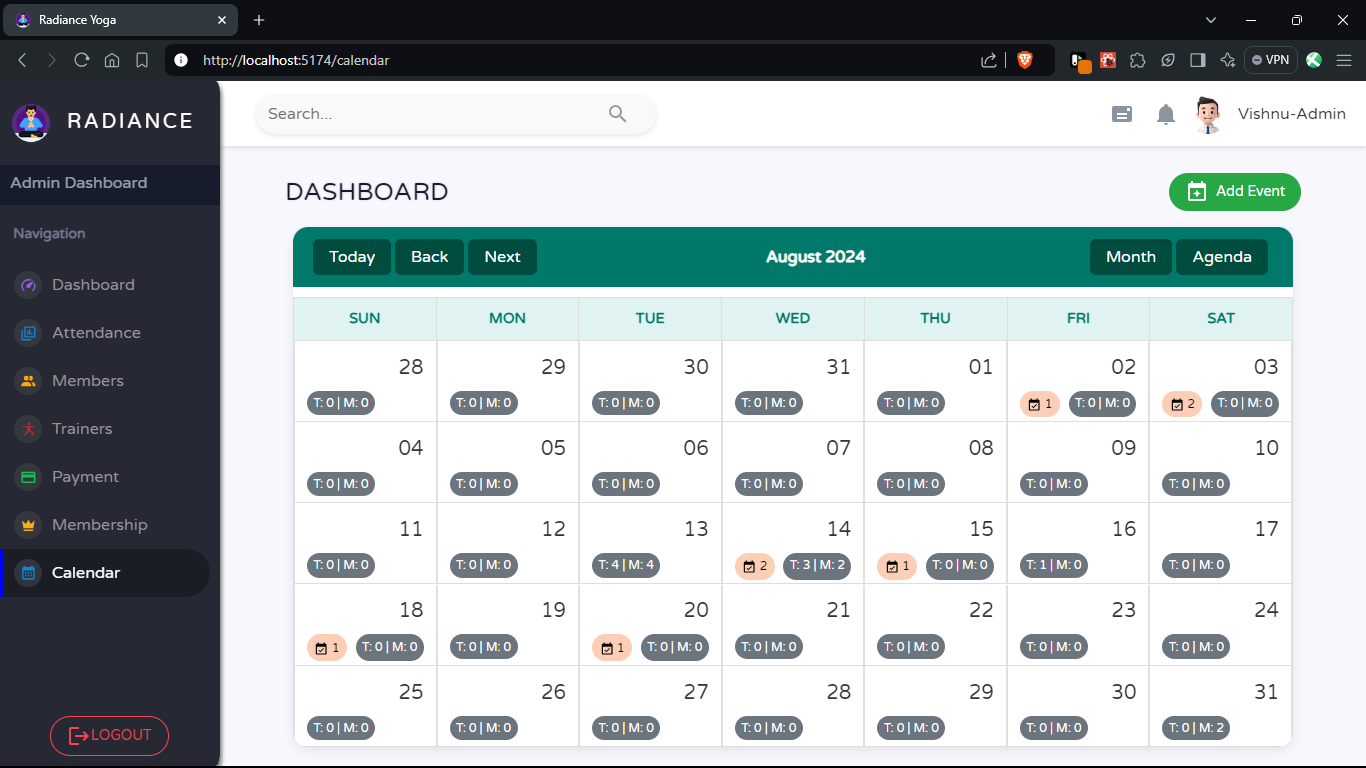 Radiance Yoga
http://localhost:5174/calendar
VPN
RADIANCE
Search...
Vishnu-Admin
Admin Dashboard
Navigation
Dashboard
Attendance
Members
Trainers
Payment
Membership
Calendar
LOGOUT
DASHBOARD
Add Event
Today Back Next August 2024 Month Agenda
SUN MON TUE WED THU FRI SAT
28 29 30 31 01 02 03
T: 0 | M: 0 T: 0 | M: 0 T: 0 | M: 0 T: 0 | M: 0 T: 0 | M: 0 1 T: 0 | M: 0 2 T: 0 | M: 0
04 05 06 07 08 09 10
T: 0 | M: 0 T: 0 | M: 0 T: 0 | M: 0 T: 0 | M: 0 T: 0 | M: 0 T: 0 | M: 0 T: 0 | M: 0
11 12 13 14 15 16 17
T: 0 | M: 0 T: 0 | M: 0 T: 4 | M: 4 2 T: 3 | M: 2 1 T: 0 | M: 0 T: 1 | M: 0 T: 0 | M: 0
18 19 20 21 22 23 24
1 T: 0 | M: 0 T: 0 | M: 0 1 T: 0 | M: 0 T: 0 | M: 0 T: 0 | M: 0 T: 0 | M: 0 T: 0 | M: 0
25 26 27 28 29 30 31
T: 0 | M: 0 T: 0 | M: 0 T: 0 | M: 0 T: 0 | M: 0 T: 0 | M: 0 T: 0 | M: 0 T: 0 | M: 2